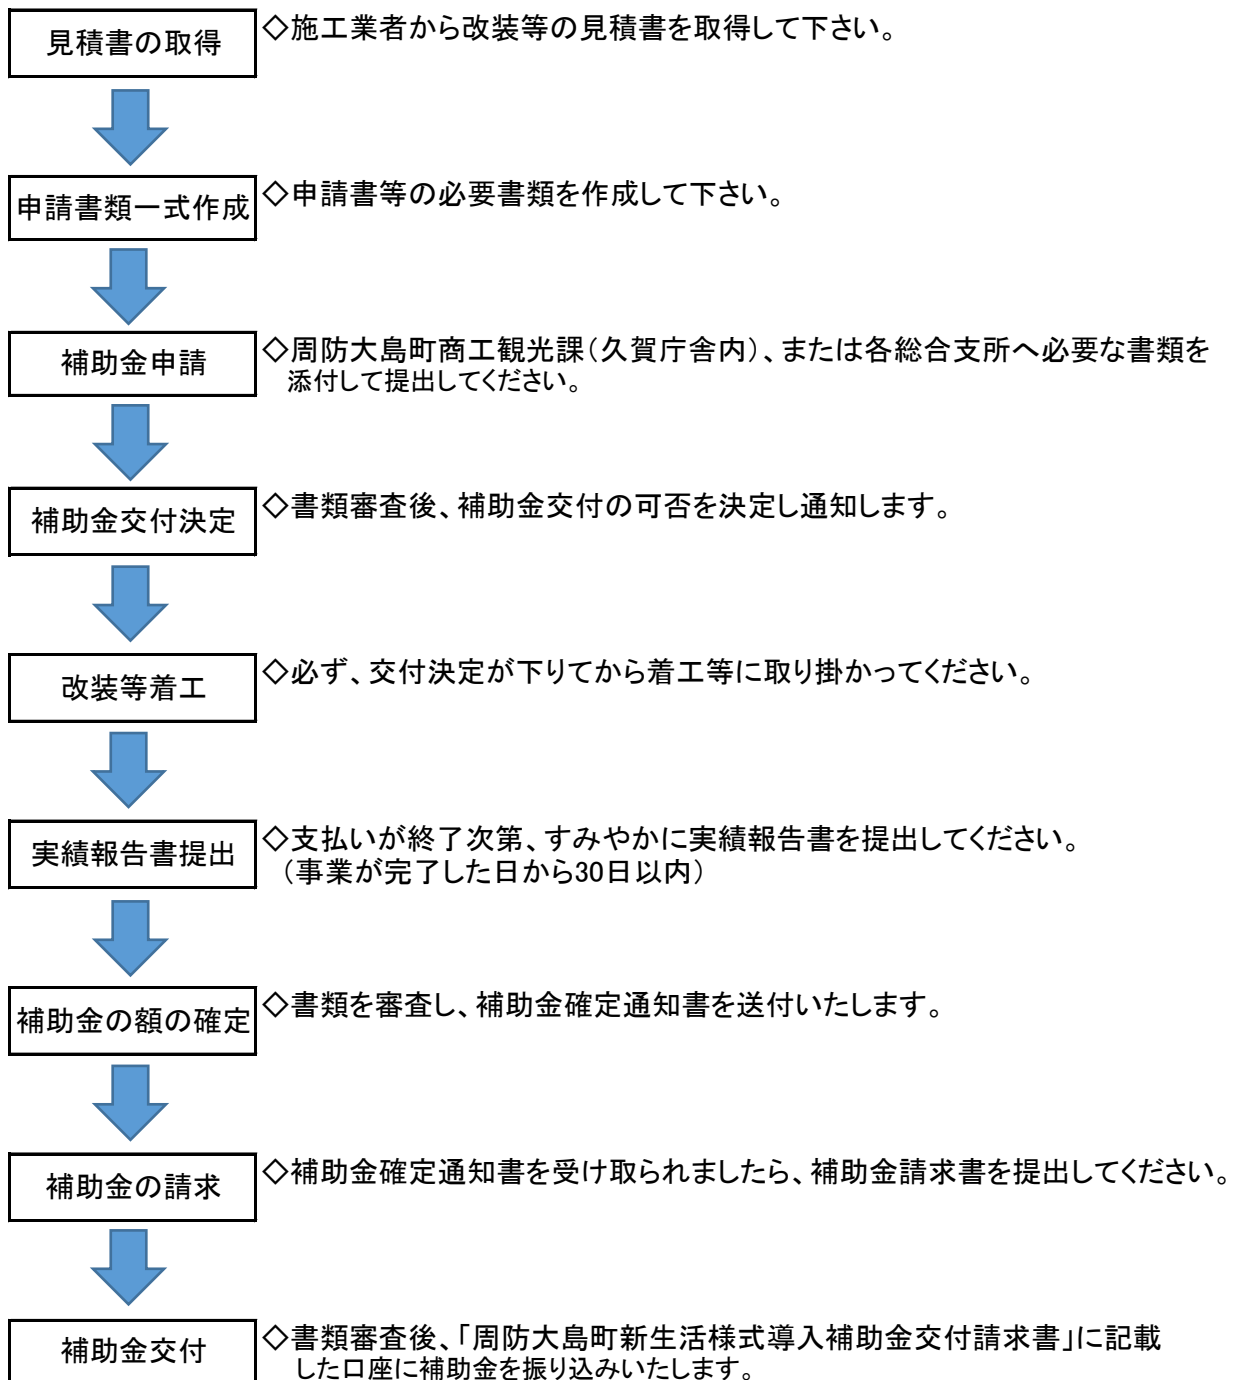 見積書の取得
◇施工業者から改装等の見積書を取得して下さい。
申請書類一式作成
◇申請書等の必要書類を作成して下さい。
補助金申請
◇周防大島町商工観光課（久賀庁舎内）、または各総合支所へ必要な書類を
添付して提出してください。
補助金交付決定
◇書類審査後、補助金交付の可否を決定し通知します。
改装等着工
◇必ず、交付決定が下りてから着工等に取り掛かってください。
実績報告書提出
◇支払いが終了次第、すみやかに実績報告書を提出してください。
（事業が完了した日から30日以内）
補助金の額の確定
◇書類を審査し、補助金確定通知書を送付いたします。
補助金の請求
◇補助金確定通知書を受け取られましたら、補助金請求書を提出してください。
補助金交付
◇書類審査後、「周防大島町新生活様式導入補助金交付請求書」に記載
した口座に補助金を振り込みいたします。